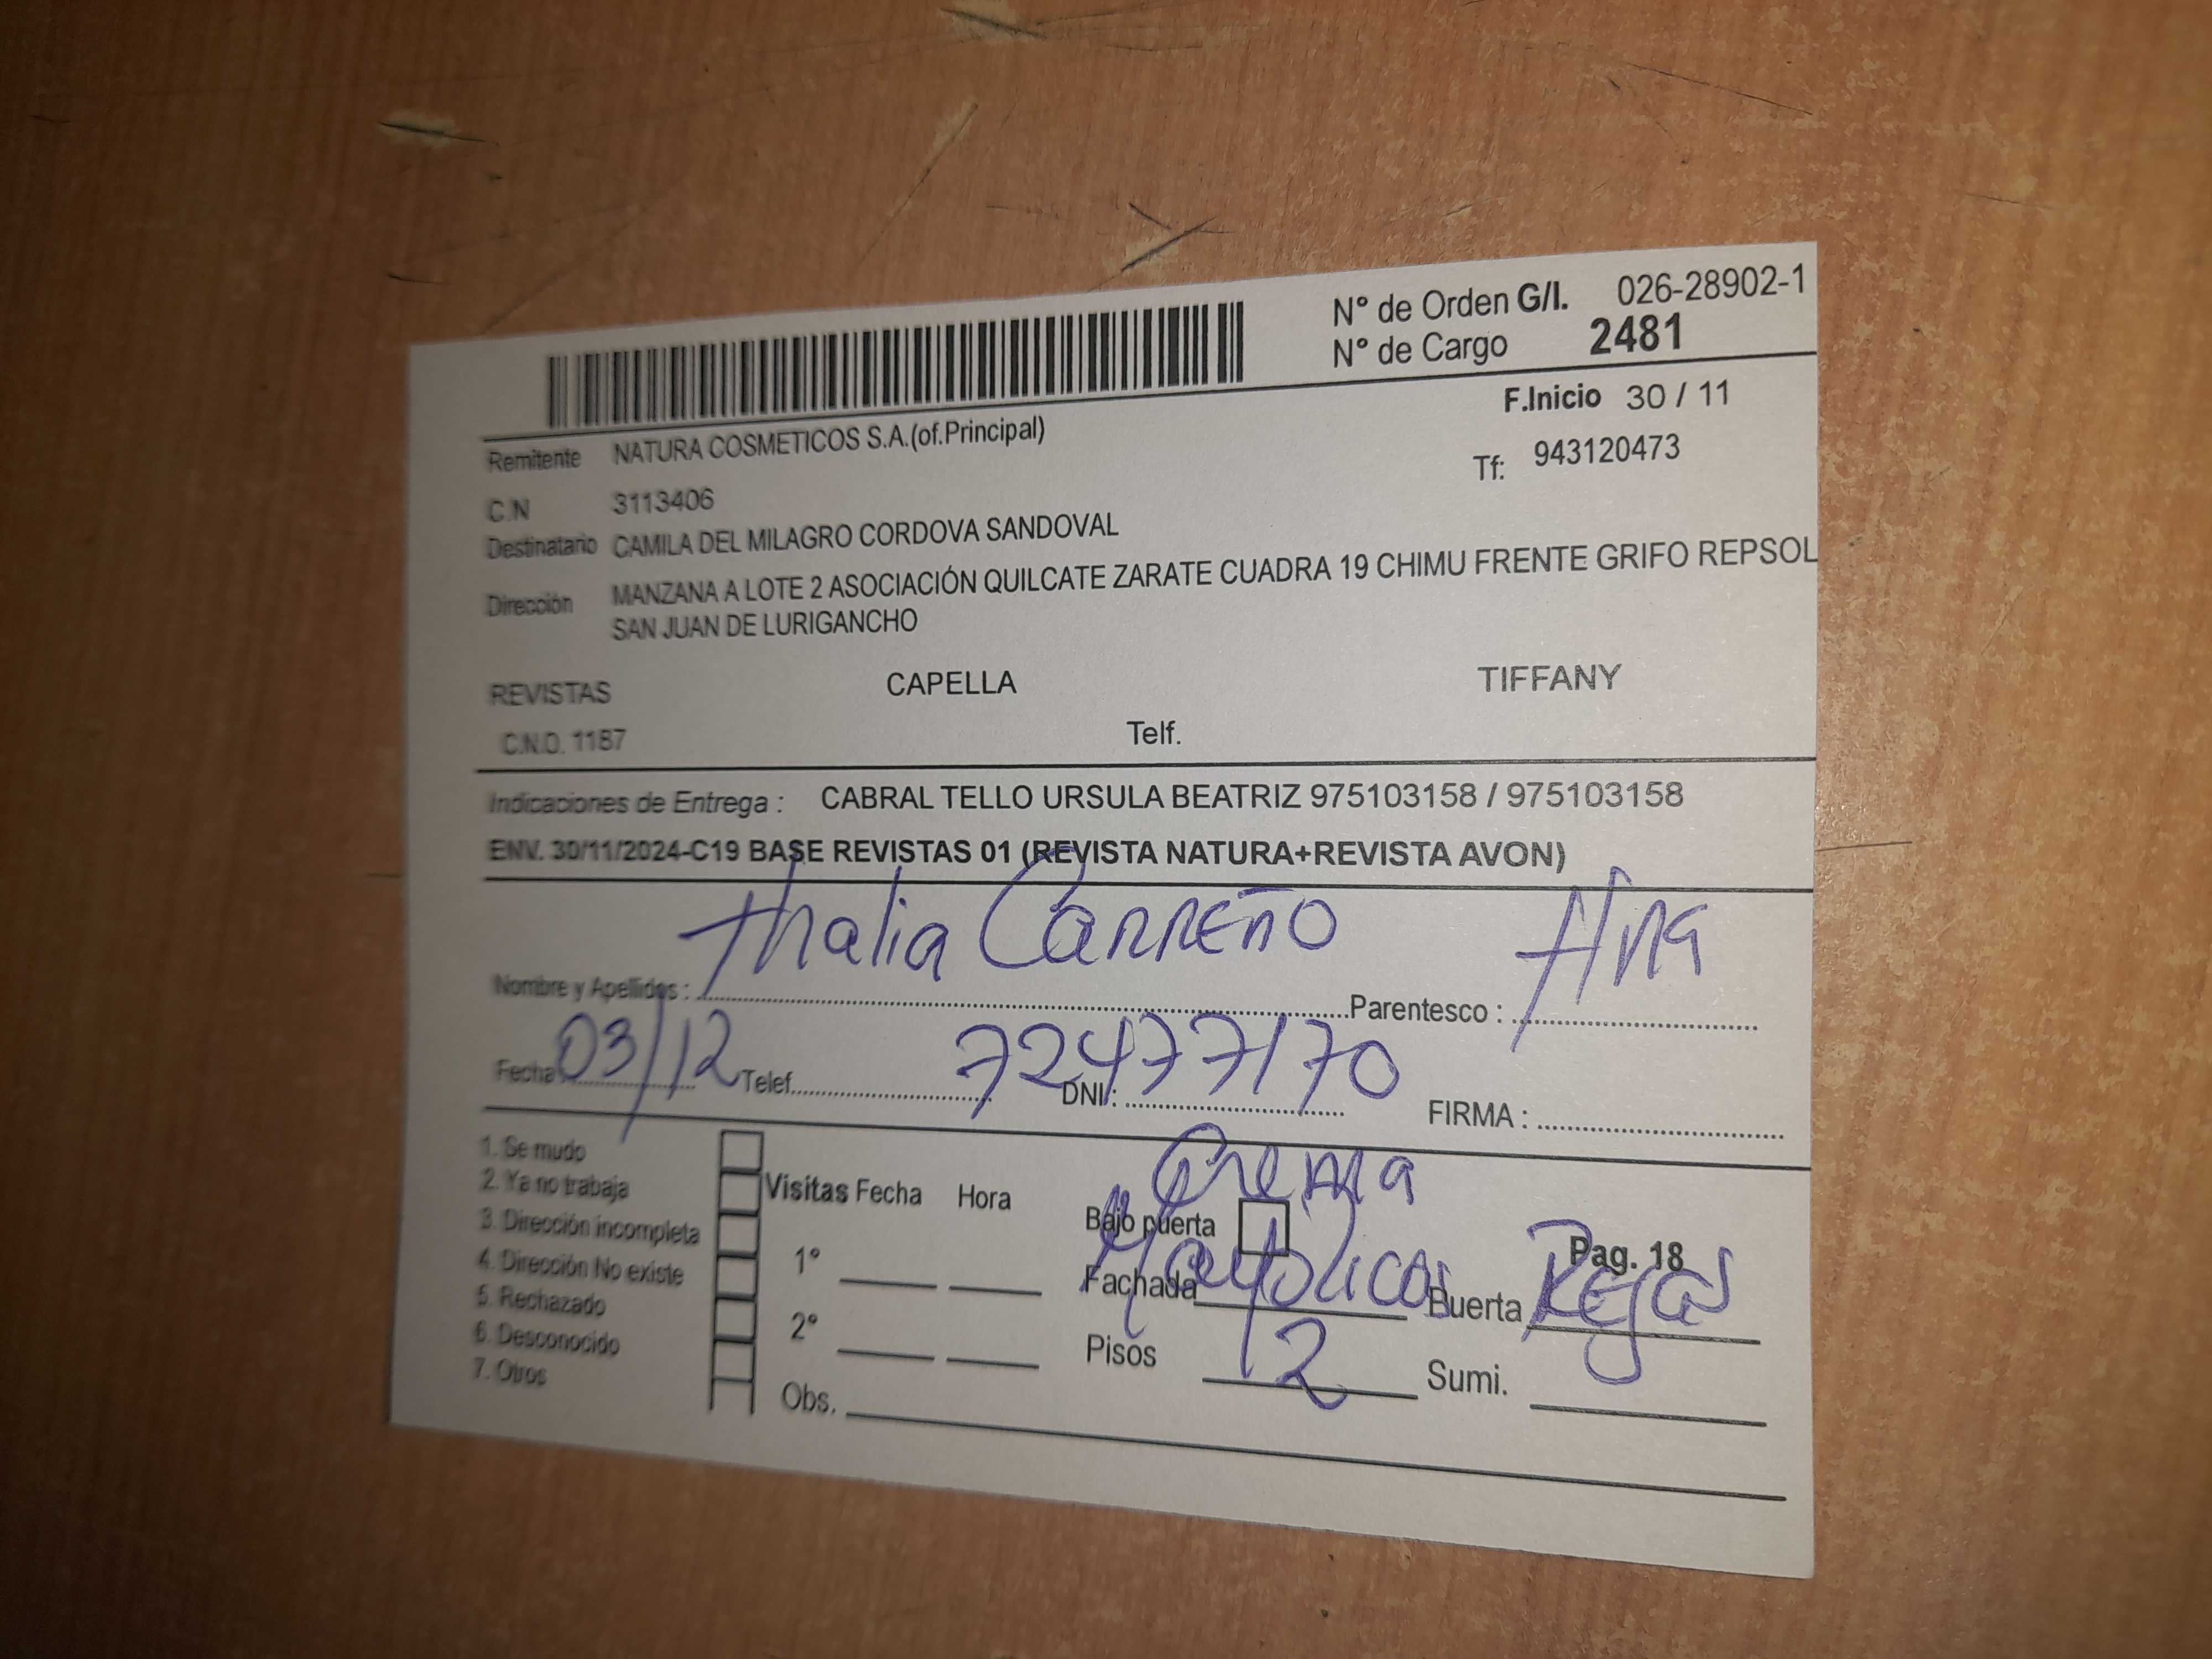 N° de Orden G/I. 026-28902-1
N° de Cargo 2481
F.Inicio 30 / 11
Remitente NATURA COSMETICOS S.A.(of.Principal)
Tf: 943120473
C.N 3113406
Destinatario CAMILA DEL MILAGRO CORDOVA SANDOVAL
Dirección MANZANA A LOTE 2 ASOCIACIÓN QUILCATE ZARATE CUADRA 19 CHIMU FRENTE GRIFO REPSOL
SAN JUAN DE LURIGANCHO
REVISTAS CAPELLA TIFFANY
C.N.O. 1187 Telf.
Indicaciones de Entrega : CABRAL TELLO URSULA BEATRIZ 975103158 / 975103158
ENV. 30/11/2024-C19 BASE REVISTAS 01 (REVISTA NATURA+REVISTA AVON)
Nombre y Apellidos : Thalia Carreño Parentesco :
Fecha 03/12 Telef. DNI : 72477170 FIRMA :
1. Se mudo
2. Ya no trabaja
3. Dirección incompleta
4. Dirección No existe
5. Rechazado
6. Desconocido
7. Otros
Visitas Fecha Hora
1°
2°
Obs.
Crema
Bajo puerta
Pag. 18
Fachada Mayolicas Puerta Rejas
Pisos 2 Sumi.